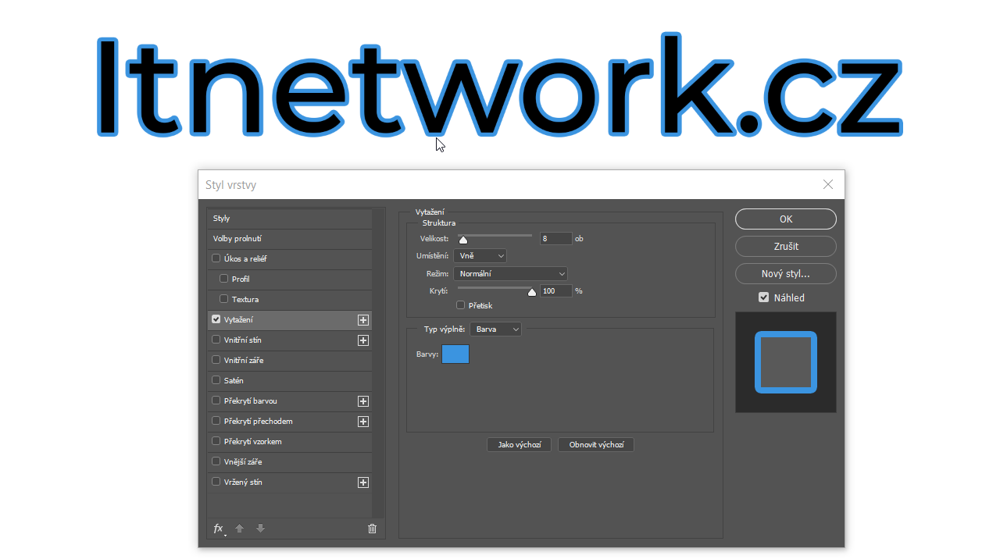 Itnetwork.cz
Styl vrstvy
Styly
Volby prolnutí
Úkos a reliéf
Profil
Textura
Vytažení
Vnitřní stín
Vnitřní záře
Satén
Překrytí barvou
Překrytí přechodem
Překrytí vzorkem
Vnější záře
Vržený stín
fx
Vytažení
Struktura
Velikost: 8 ob
Umístění: Vně
Režim: Normální
Krytí: 100 %
Přetisk
Typ výplně: Barva
Barvy:
Jako výchozí Obnovit výchozí
OK
Zrušit
Nový styl...
Náhled